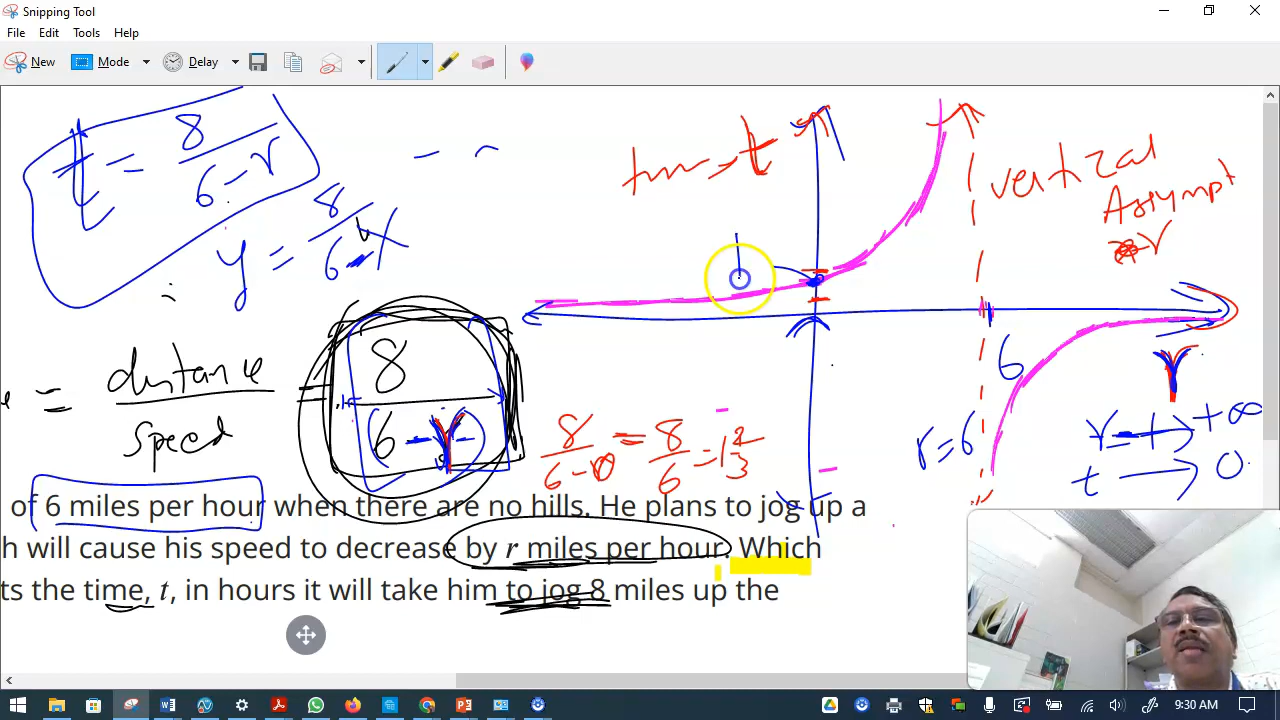 Snipping Tool
File Edit Tools Help
New Mode Delay
t = 8 / 6 - r
y = 8 / 6 - x
time → t
vertical
Assympt
r
= distance / speed = 8 / (6 - r)
8 / 6 - 0 = 8 / 6 = 1 2/3
6
r
r = 6
r → +∞
t → 0
of 6 miles per hour when there are no hills. He plans to jog up a
h will cause his speed to decrease by r miles per hour. Which
ts the time, t, in hours it will take him to jog 8 miles up the
9:30 AM